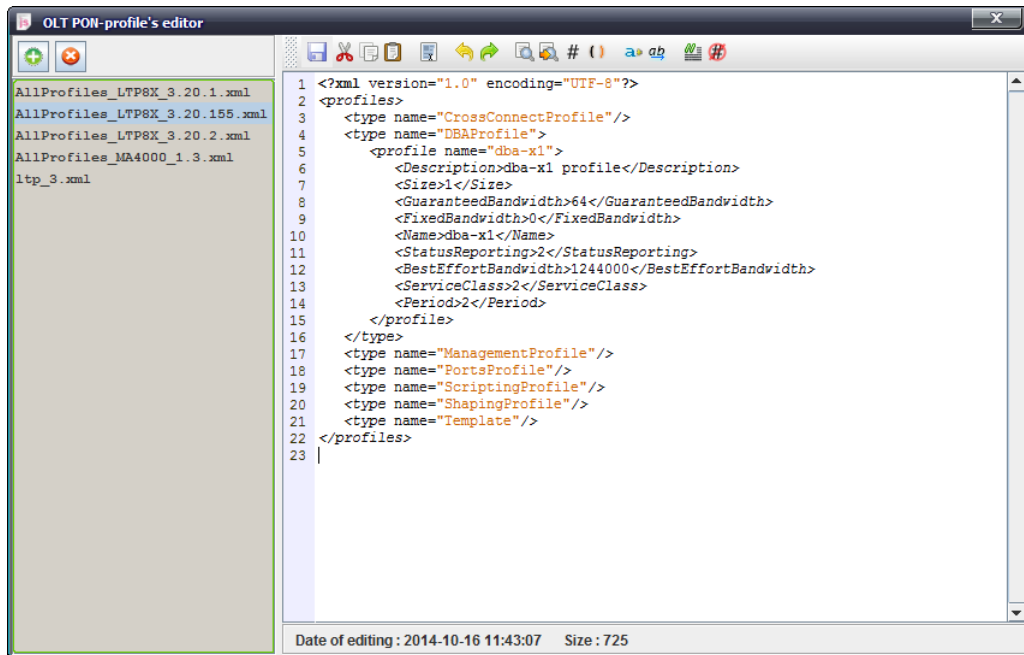 OLT PON-profile's editor
X
AllProfiles_LTP8X_3.20.1.xml
AllProfiles_LTP8X_3.20.155.xml
AllProfiles_LTP8X_3.20.2.xml
AllProfiles_MA4000_1.3.xml
ltp_3.xml
# () a ab #
1 <?xml version="1.0" encoding="UTF-8"?>
2 <profiles>
3 <type name="CrossConnectProfile"/>
4 <type name="DBAProfile">
5 <profile name="dba-x1">
6 <Description>dba-x1 profile</Description>
7 <Size>1</Size>
8 <GuaranteedBandwidth>64</GuaranteedBandwidth>
9 <FixedBandwidth>0</FixedBandwidth>
10 <Name>dba-x1</Name>
11 <StatusReporting>2</StatusReporting>
12 <BestEffortBandwidth>1244000</BestEffortBandwidth>
13 <ServiceClass>2</ServiceClass>
14 <Period>2</Period>
15 </profile>
16 </type>
17 <type name="ManagementProfile"/>
18 <type name="PortsProfile"/>
19 <type name="ScriptingProfile"/>
20 <type name="ShapingProfile"/>
21 <type name="Template"/>
22 </profiles>
23
Date of editing : 2014-10-16 11:43:07 Size : 725